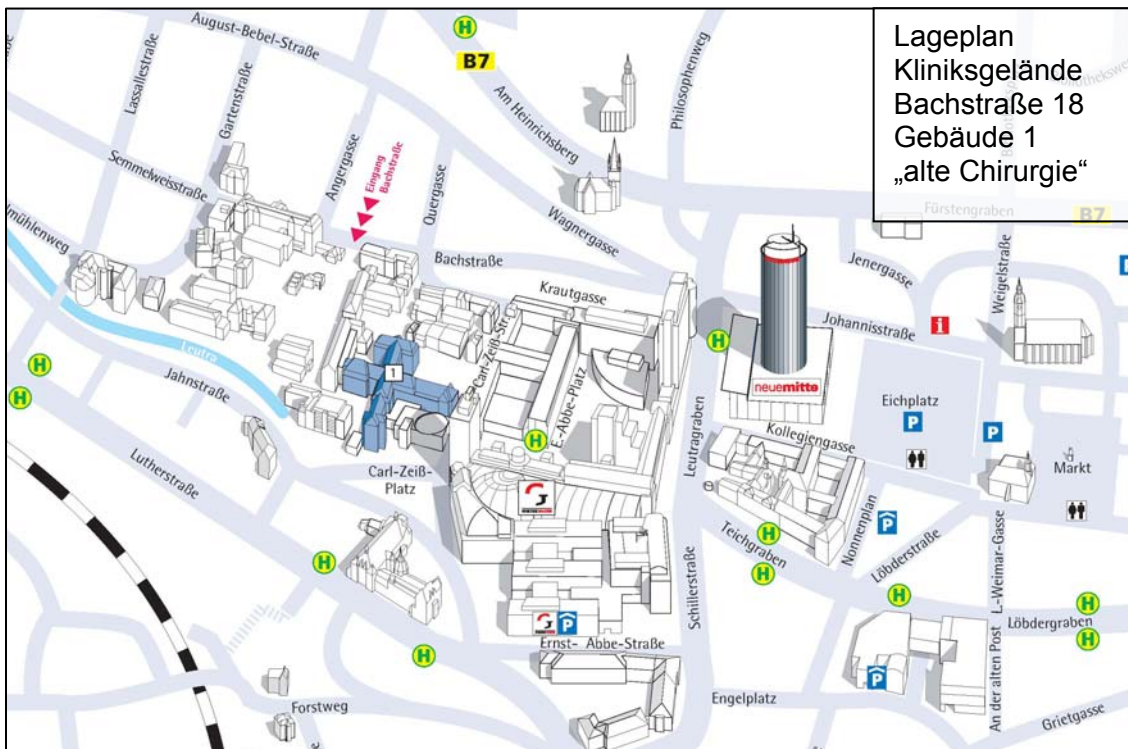 Lageplan
Kliniksgelände
Bachstraße 18
Gebäude 1
„alte Chirurgie“
August-Bebel-Straße
Lassallestraße
Gartenstraße
Semmelweisstraße
Angergasse
Eingang
Bachstraße
Quergasse
B7
Am Heinrichsberg
Philosophenweg
Wagnergasse
Fürstengraben
B7
Bachstraße
Krautgasse
Jenergasse
Johannisstraße
Weigelstraße
mühlenweg
Leutra
Jahnstraße
Lutherstraße
1
Carl-Zeiß-Str.
E.-Abbe-Platz
Carl-Zeiß-
Platz
Leutragraben
neuemitte
Kollegiengasse
Eichplatz
Markt
Nonnenplan
Teichgraben
Löbderstraße
L.-Weimar-Gasse
Löbdergraben
Schillerstraße
Ernst- Abbe-Straße
An der alten Post
Engelplatz
Grietgasse
Forstweg
H
H
H
H
H
H
H
H
H
H
H
H
P
P
P
P
P
i
J
J